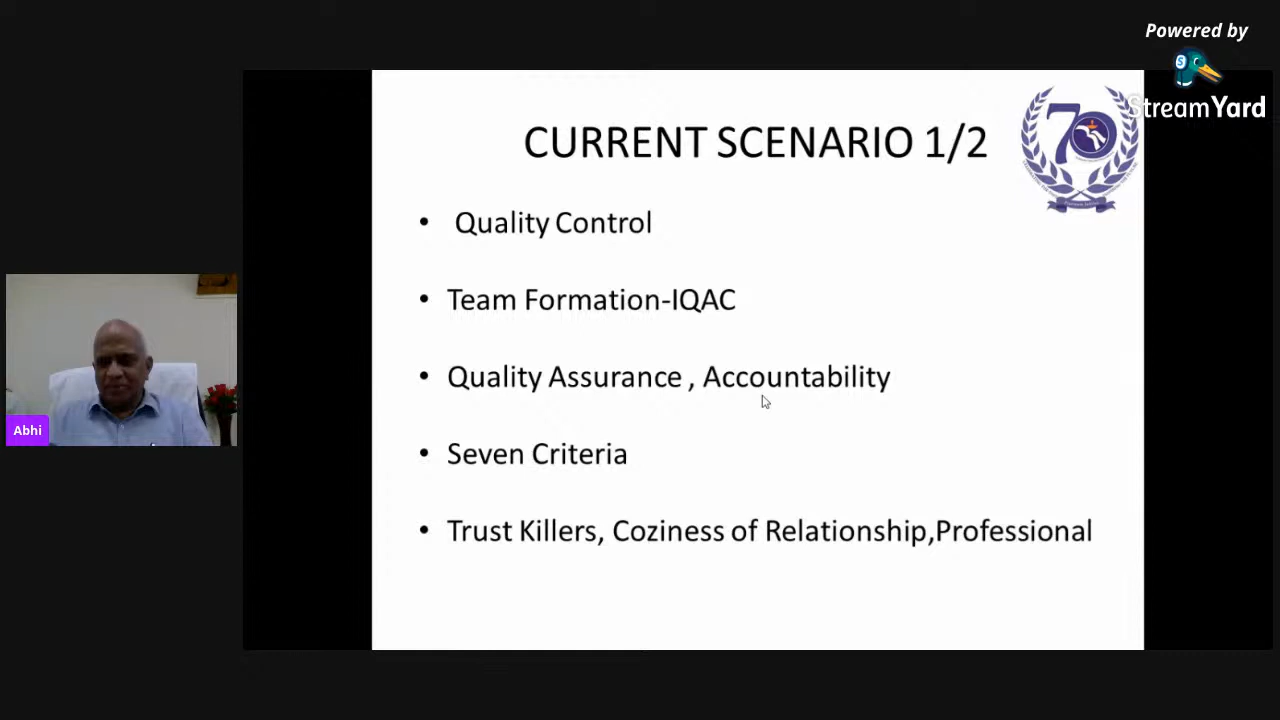 Powered by
StreamYard
CURRENT SCENARIO 1/2
70
• Quality Control
• Team Formation-IQAC
• Quality Assurance , Accountability
• Seven Criteria
• Trust Killers, Coziness of Relationship,Professional
Abhi